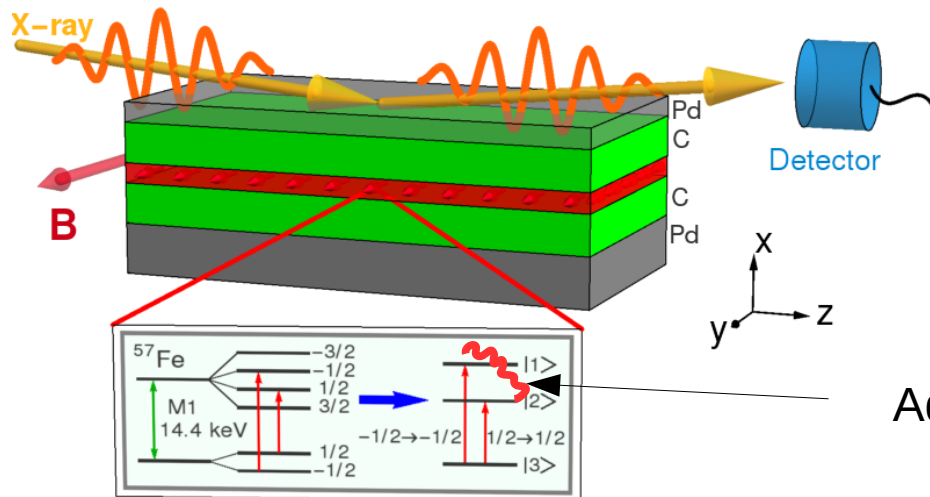 X-ray
Pd
C
Detector
B
C
Pd
x
y
z
57Fe
M1
14.4 keV
-3/2
-1/2
1/2
3/2
1/2
-1/2
|1>
|2>
-1/2→-1/2
1/2→1/2
|3>